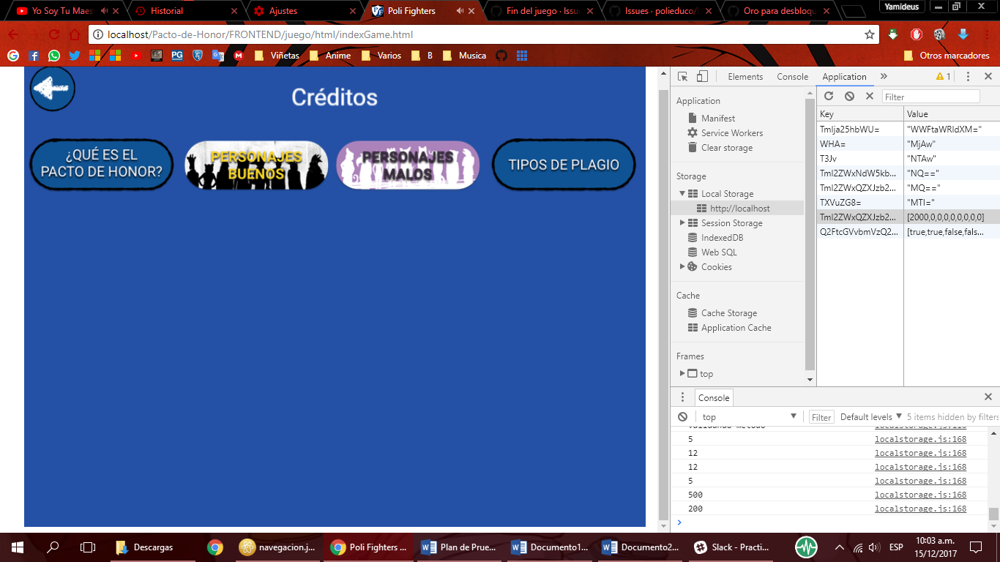 Yo Soy Tu Maes
Historial
Ajustes
Poli Fighters
Fin del juego · Issu
Issues · polieduco/
Oro para desbloqu
Yamideus
localhost/Pacto-de-Honor/FRONTEND/juego/html/indexGame.html
Viñetas
Anime
Varios
B
Musica
Otros marcadores
Créditos
¿QUÉ ES EL
PACTO DE HONOR?
PERSONAJES
BUENOS
PERSONAJES
MALOS
TIPOS DE PLAGIO
Elements
Console
Application
1
Application
Manifest
Service Workers
Clear storage
Storage
Local Storage
http://localhost
Session Storage
IndexedDB
Web SQL
Cookies
Cache
Cache Storage
Application Cache
Frames
top
Filter
Key Value
Tmlja25hbWU= "WWFtaWRldXM="
WHA= "MjAw"
T3Jv "NTAw"
Tml2ZWxNdW5kb... "NQ=="
Tml2ZWxQZXJzb2... "MQ=="
TXVuZG8= "MTI="
Tml2ZWxQZXJzb2... [2000,0,0,0,0,0,0,0,0]
Q2FtcGVvbmVzQ2... [true,true,false,fals...
Console
top Filter Default levels 5 items hidden by filters
validando metodo localstorage.js:118
5 localstorage.js:168
12 localstorage.js:168
12 localstorage.js:168
5 localstorage.js:168
500 localstorage.js:168
200 localstorage.js:168
Descargas
navegacion.j...
Poli Fighters ...
Plan de Prue...
Documento1...
Documento2...
Slack - Practi...
ESP
10:03 a.m.
15/12/2017